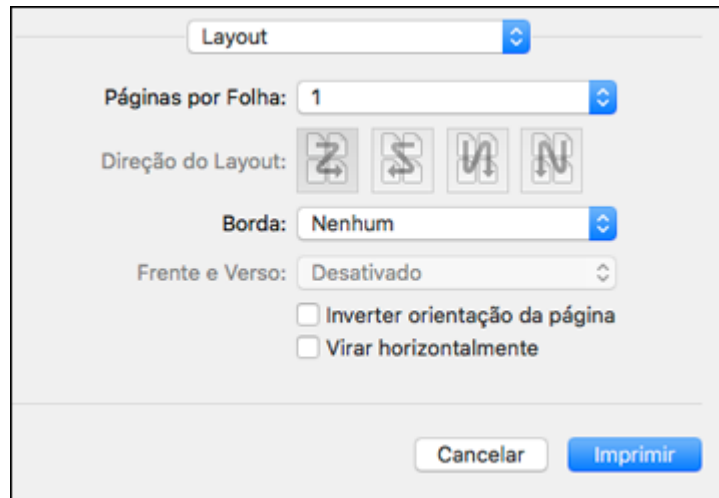 Layout
Páginas por Folha: 1
Direção do Layout:
Borda: Nenhum
Frente e Verso: Desativado
Inverter orientação da página
Virar horizontalmente
Cancelar Imprimir